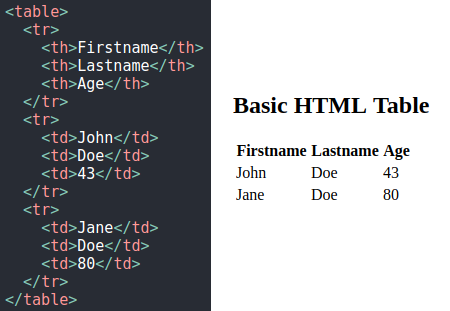 <table>
  <tr>
    <th>Firstname</th>
    <th>Lastname</th>
    <th>Age</th>
  </tr>
  <tr>
    <td>John</td>
    <td>Doe</td>
    <td>43</td>
  </tr>
  <tr>
    <td>Jane</td>
    <td>Doe</td>
    <td>80</td>
  </tr>
</table>
Basic HTML Table
Firstname Lastname Age
John Doe 43
Jane Doe 80